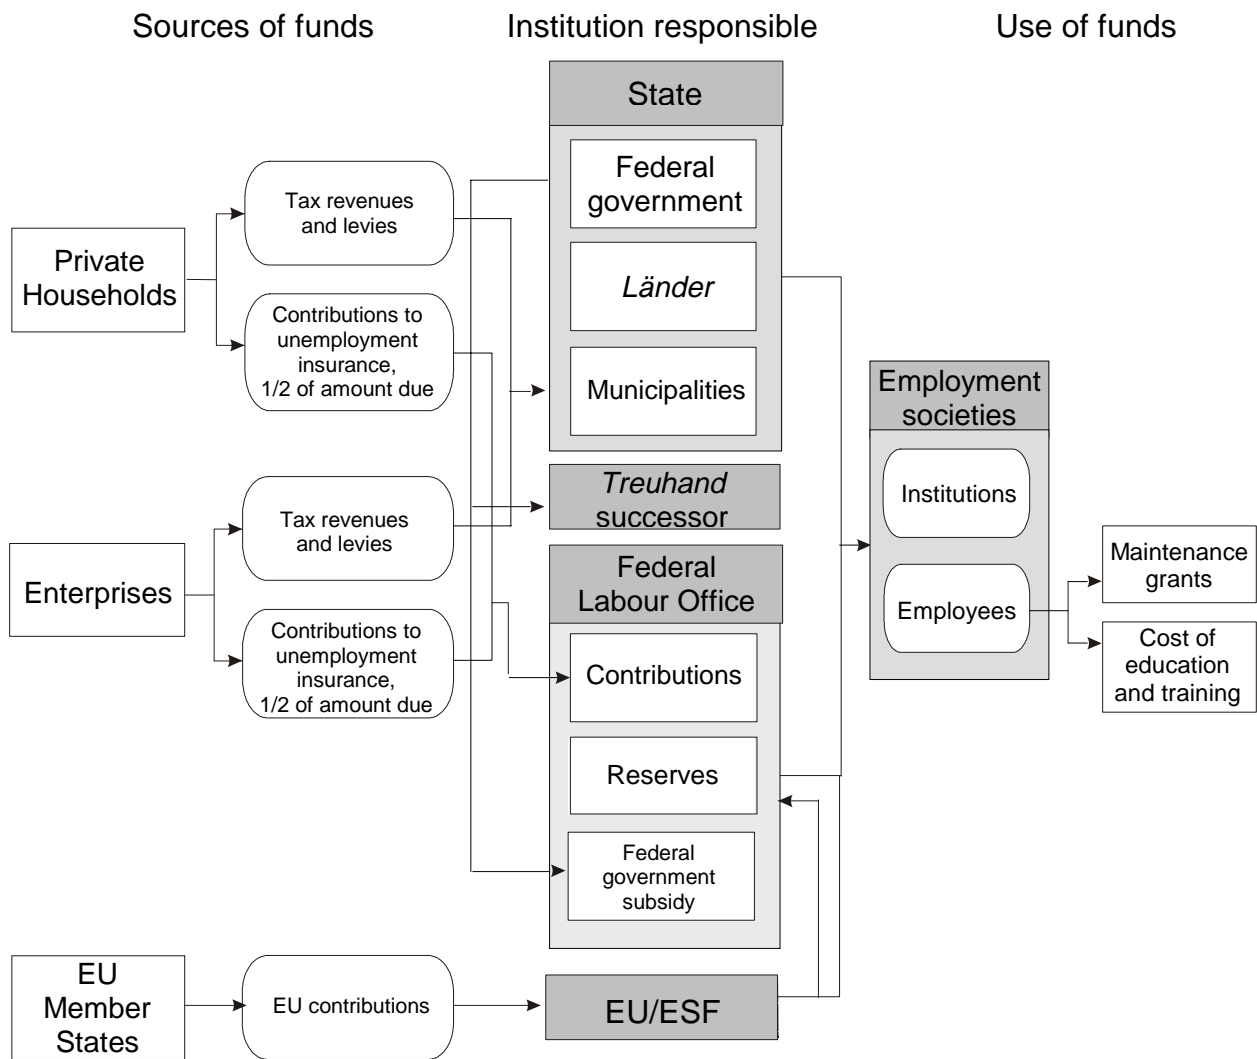 Sources of funds
Institution responsible
Use of funds
Private
Households
Tax revenues
and levies
Contributions to
unemployment
insurance,
1/2 of amount due
Enterprises
Tax revenues
and levies
Contributions to
unemployment
insurance,
1/2 of amount due
EU
Member
States
EU contributions
State
Federal
government
Länder
Municipalities
Treuhand
successor
Federal
Labour Office
Contributions
Reserves
Federal
government
subsidy
EU/ESF
Employment
societies
Institutions
Employees
Maintenance
grants
Cost of
education
and training